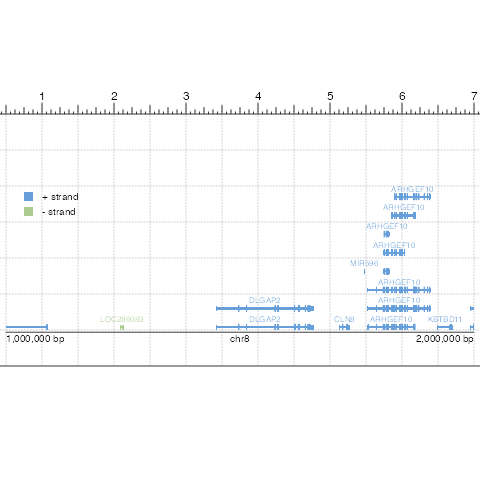 1 2 3 4 5 6 7
ARHGEF10
+ strand
ARHGEF10
- strand
ARHGEF10
ARHGEF10
MIR596
ARHGEF10
DLGAP2 ARHGEF10
LOC286083 DLGAP2 CLN8 ARHGEF10 KBTBD11
1,000,000 bp chr8 2,000,000 bp